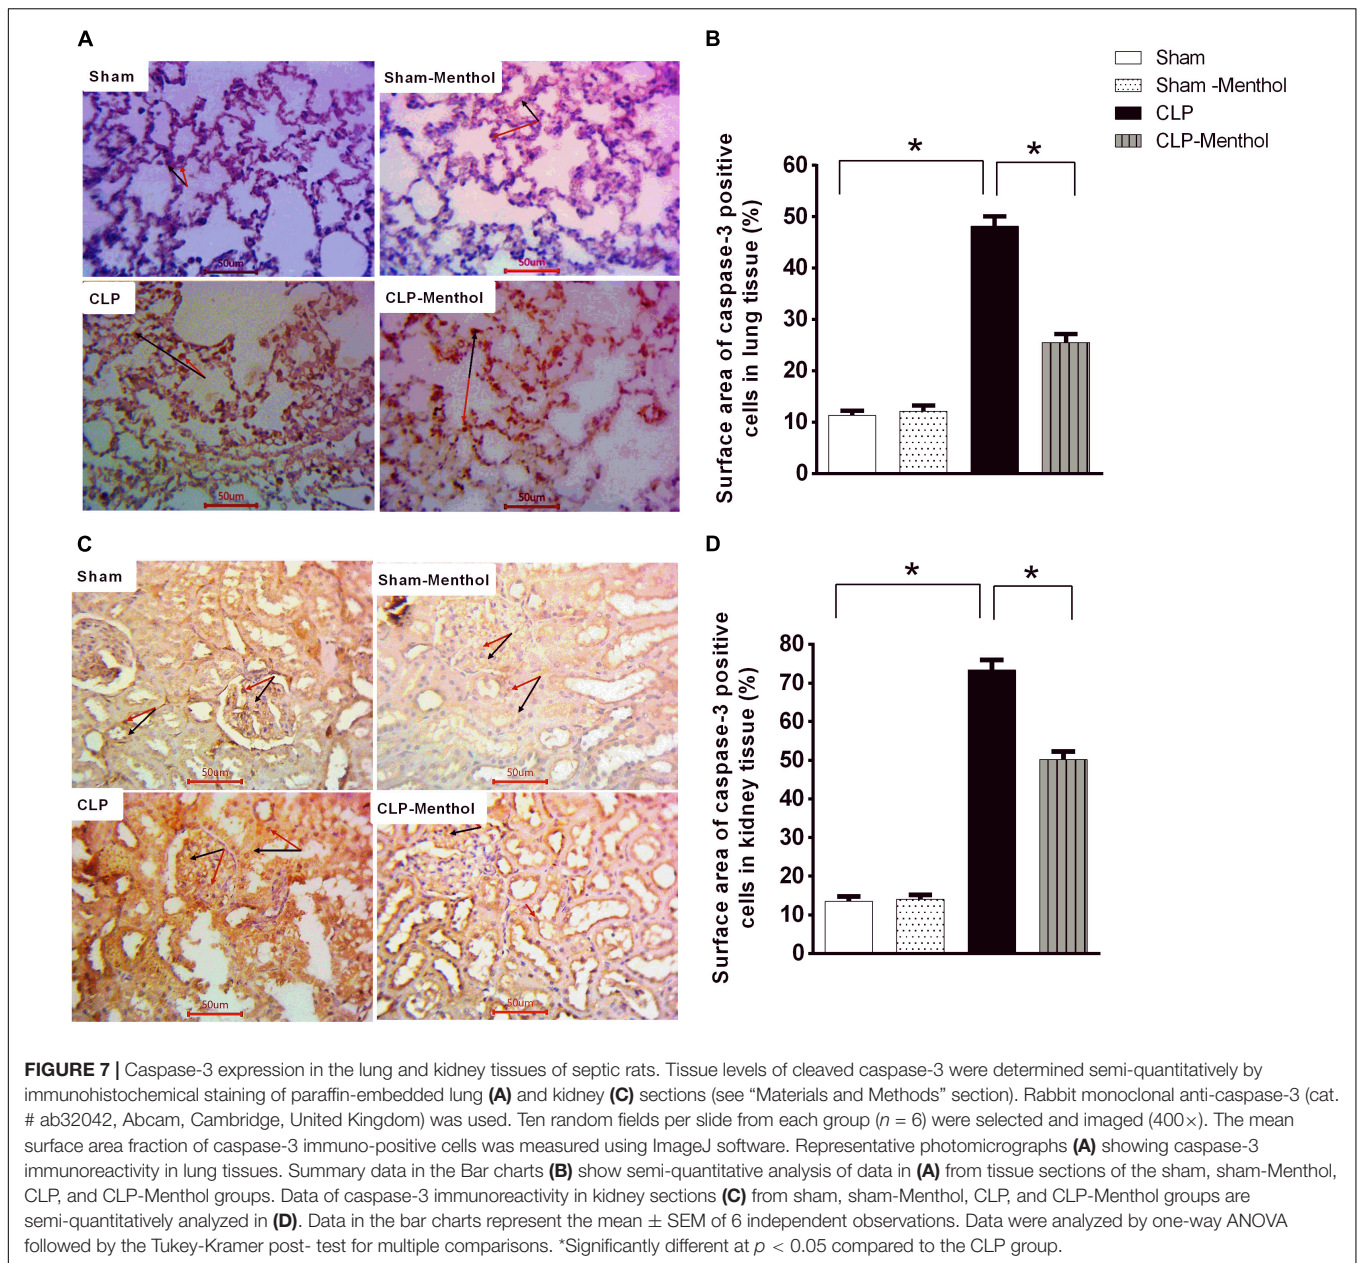 A
Sham
Sham-Menthol
50um
50um
CLP
CLP-Menthol
50um
50um
B
Sham
Sham -Menthol
CLP
CLP-Menthol
* *
Surface area of caspase-3 positive
cells in lung tissue (%)
60
50
40
30
20
10
0
C
Sham
Sham-Menthol
50um
50um
CLP
CLP-Menthol
50um
50um
D
* *
Surface area of caspase-3 positive
cells in kidney tissue (%)
80
70
60
50
40
30
20
10
0
FIGURE 7 | Caspase-3 expression in the lung and kidney tissues of septic rats. Tissue levels of cleaved caspase-3 were determined semi-quantitatively by
immunohistochemical staining of paraffin-embedded lung (A) and kidney (C) sections (see “Materials and Methods” section). Rabbit monoclonal anti-caspase-3 (cat.
# ab32042, Abcam, Cambridge, United Kingdom) was used. Ten random fields per slide from each group (n = 6) were selected and imaged (400×). The mean
surface area fraction of caspase-3 immuno-positive cells was measured using ImageJ software. Representative photomicrographs (A) showing caspase-3
immunoreactivity in lung tissues. Summary data in the Bar charts (B) show semi-quantitative analysis of data in (A) from tissue sections of the sham, sham-Menthol,
CLP, and CLP-Menthol groups. Data of caspase-3 immunoreactivity in kidney sections (C) from sham, sham-Menthol, CLP, and CLP-Menthol groups are
semi-quantitatively analyzed in (D). Data in the bar charts represent the mean ± SEM of 6 independent observations. Data were analyzed by one-way ANOVA
followed by the Tukey-Kramer post- test for multiple comparisons. *Significantly different at p < 0.05 compared to the CLP group.